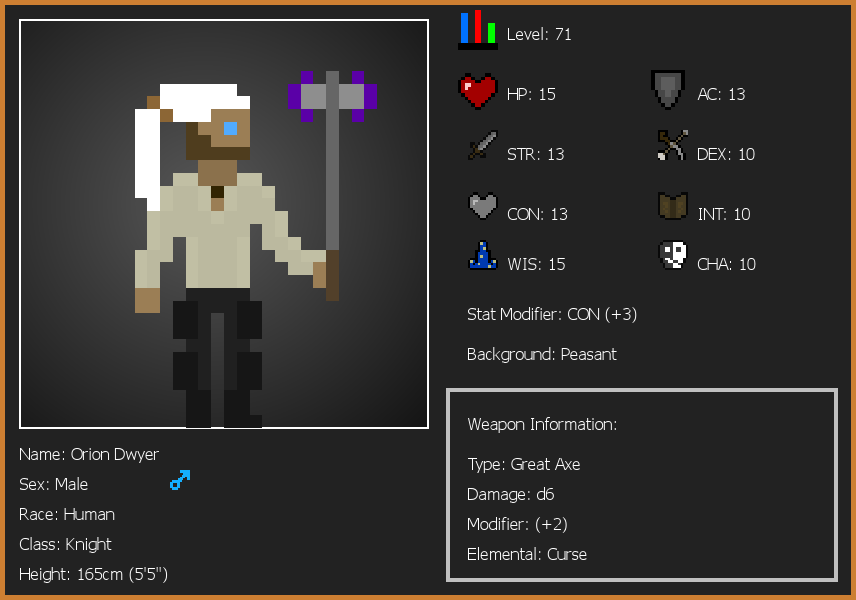 Level: 71
HP: 15
AC: 13
STR: 13
DEX: 10
CON: 13
INT: 10
WIS: 15
CHA: 10
Stat Modifier: CON (+3)
Background: Peasant
Weapon Information:
Type: Great Axe
Damage: d6
Modifier: (+2)
Elemental: Curse
Name: Orion Dwyer
Sex: Male
Race: Human
Class: Knight
Height: 165cm (5'5")